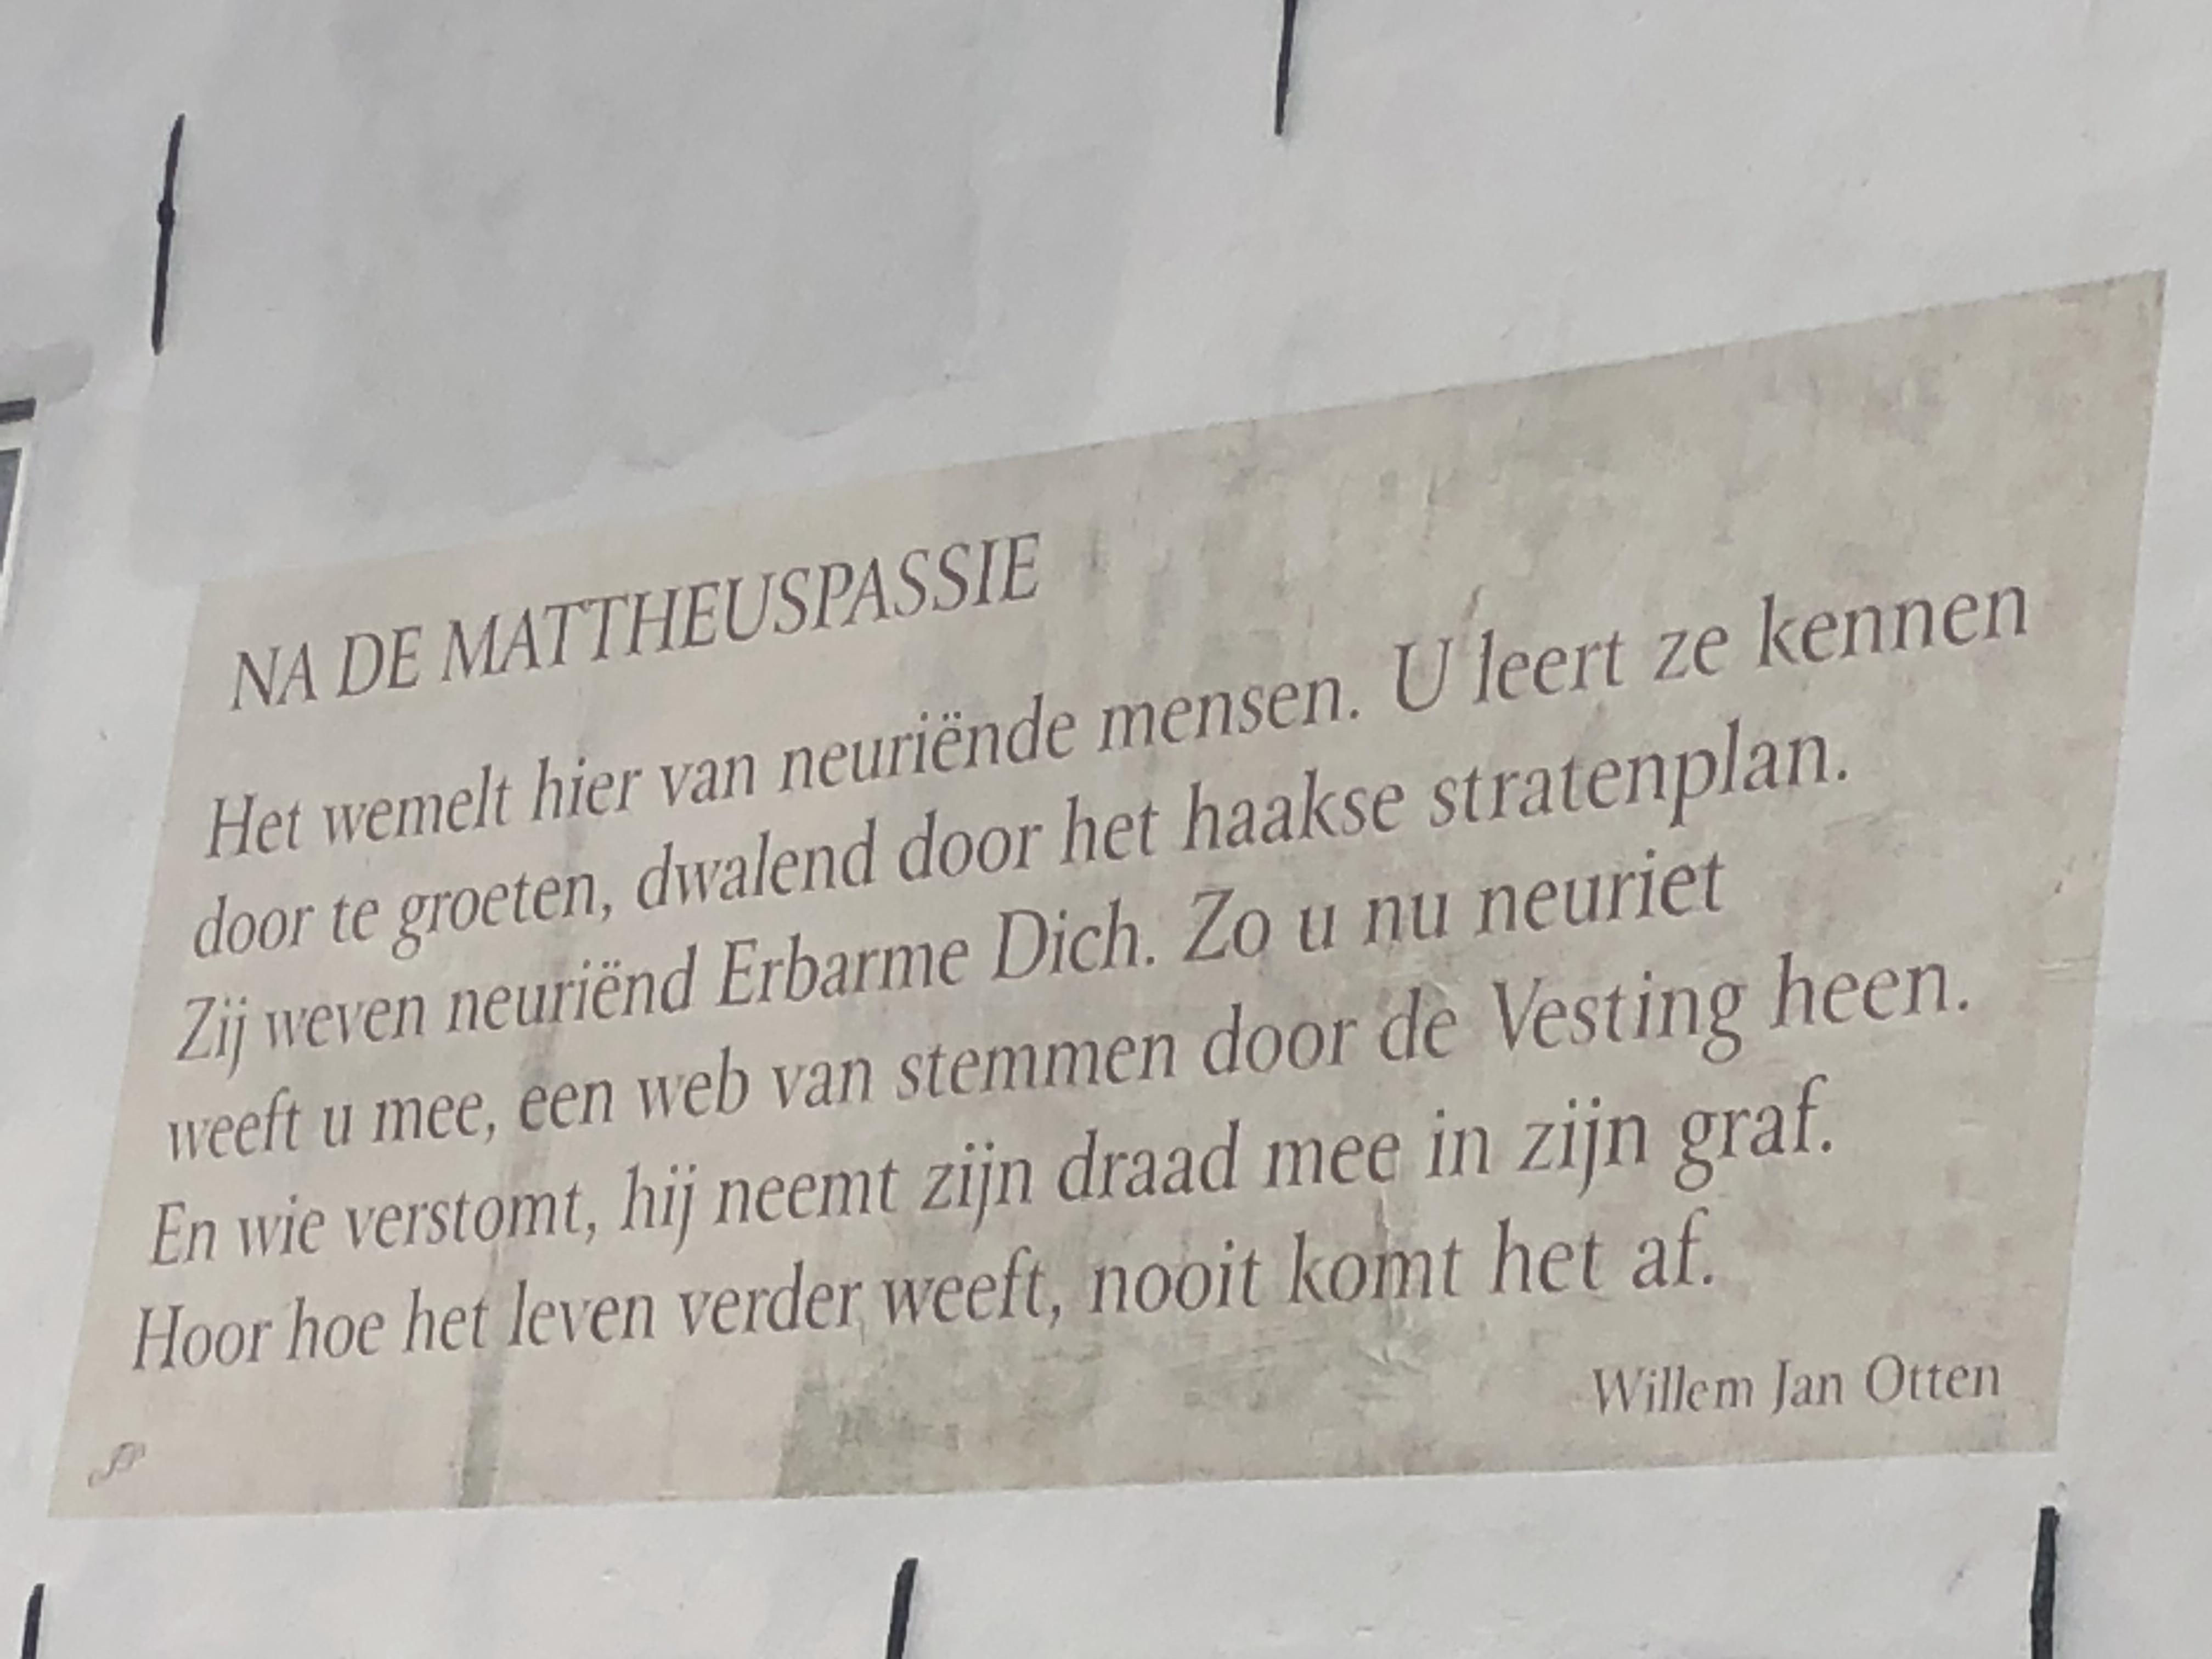 NA DE MATTHEUSPASSIE
Het wemelt hier van neuriënde mensen. U leert ze kennen
door te groeten, dwalend door het haakse stratenplan.
Zij weven neuriënd Erbarme Dich. Zo u nu neuriet
weeft u mee, een web van stemmen door de Vesting heen.
En wie verstomt, hij neemt zijn draad mee in zijn graf.
Hoor hoe het leven verder weeft, nooit komt het af.
Willem Jan Otten